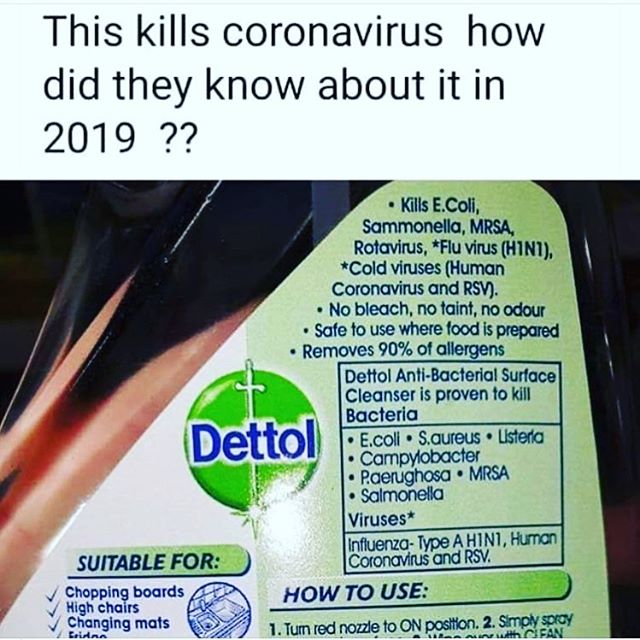 This kills coronavirus how
did they know about it in
2019 ??
• Kills E.Coli,
Sammonella, MRSA,
Rotavirus, *Flu virus (H1N1),
*Cold viruses (Human
Coronavirus and RSV).
• No bleach, no taint, no odour
• Safe to use where food is prepared
• Removes 90% of allergens
Dettol Anti-Bacterial Surface
Cleanser is proven to kill
Bacteria
• E.coli • S.aureus • Listeria
• Campylobacter
• P.aerughosa • MRSA
• Salmonella
Viruses*
Influenza- Type A H1N1, Human
Coronavirus and RSV.
Dettol
SUITABLE FOR:
Chopping boards
High chairs
Changing mats
Fridge
HOW TO USE:
1. Turn red nozzle to ON position. 2. Simply spray
over with CLEAN